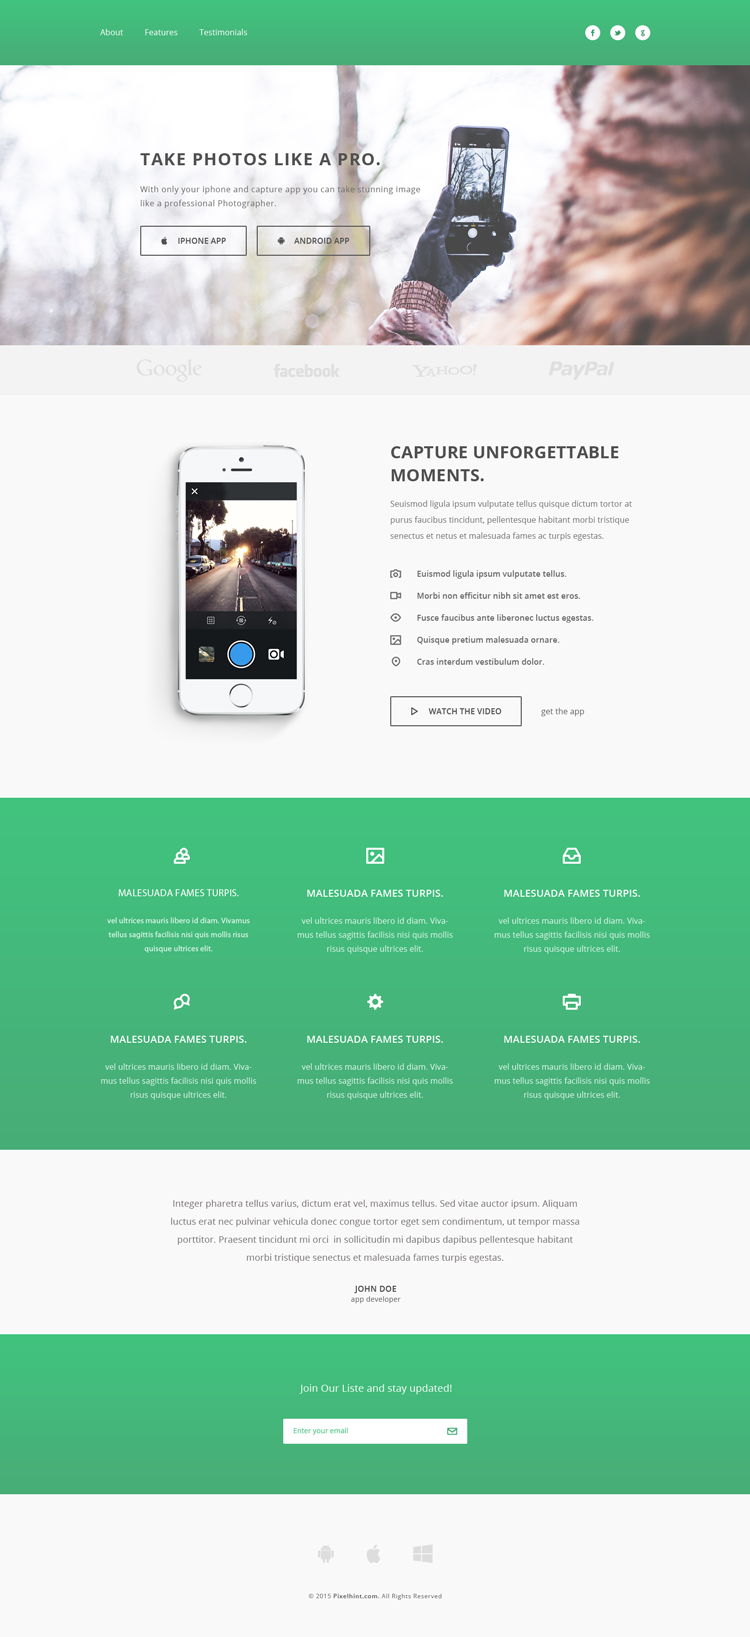 About Features Testimonials
TAKE PHOTOS LIKE A PRO.
With only your iphone and capture app you can take stunning image
like a professional Photographer.
IPHONE APP ANDROID APP
Google facebook YAHOO! PayPal
CAPTURE UNFORGETTABLE
MOMENTS.
Seuismod ligula ipsum vulputate tellus quisque dictum tortor at
purus faucibus tincidunt, pellentesque habitant morbi tristique
senectus et netus et malesuada fames ac turpis egestas.
Euismod ligula ipsum vulputate tellus.
Morbi non efficitur nibh sit amet est eros.
Fusce faucibus ante liberonec luctus egestas.
Quisque pretium malesuada ornare.
Cras interdum vestibulum dolor.
WATCH THE VIDEO get the app
MALESUADA FAMES TURPIS.
vel ultrices mauris libero id diam. Vivamus
tellus sagittis facilisis nisi quis mollis risus
quisque ultrices elit.
MALESUADA FAMES TURPIS.
vel ultrices mauris libero id diam. Viva-
mus tellus sagittis facilisis nisi quis mollis
risus quisque ultrices elit.
MALESUADA FAMES TURPIS.
vel ultrices mauris libero id diam. Viva-
mus tellus sagittis facilisis nisi quis mollis
risus quisque ultrices elit.
MALESUADA FAMES TURPIS.
vel ultrices mauris libero id diam. Viva-
mus tellus sagittis facilisis nisi quis mollis
risus quisque ultrices elit.
MALESUADA FAMES TURPIS.
vel ultrices mauris libero id diam. Viva-
mus tellus sagittis facilisis nisi quis mollis
risus quisque ultrices elit.
MALESUADA FAMES TURPIS.
vel ultrices mauris libero id diam. Viva-
mus tellus sagittis facilisis nisi quis mollis
risus quisque ultrices elit.
Integer pharetra tellus varius, dictum erat vel, maximus tellus. Sed vitae auctor ipsum. Aliquam
luctus erat nec pulvinar vehicula donec congue tortor eget sem condimentum, ut tempor massa
porttitor. Praesent tincidunt mi orci in sollicitudin mi dapibus dapibus pellentesque habitant
morbi tristique senectus et malesuada fames turpis egestas.
JOHN DOE
app developer
Join Our Liste and stay updated!
Enter your email
© 2015 Pixelhint.com. All Rights Reserved